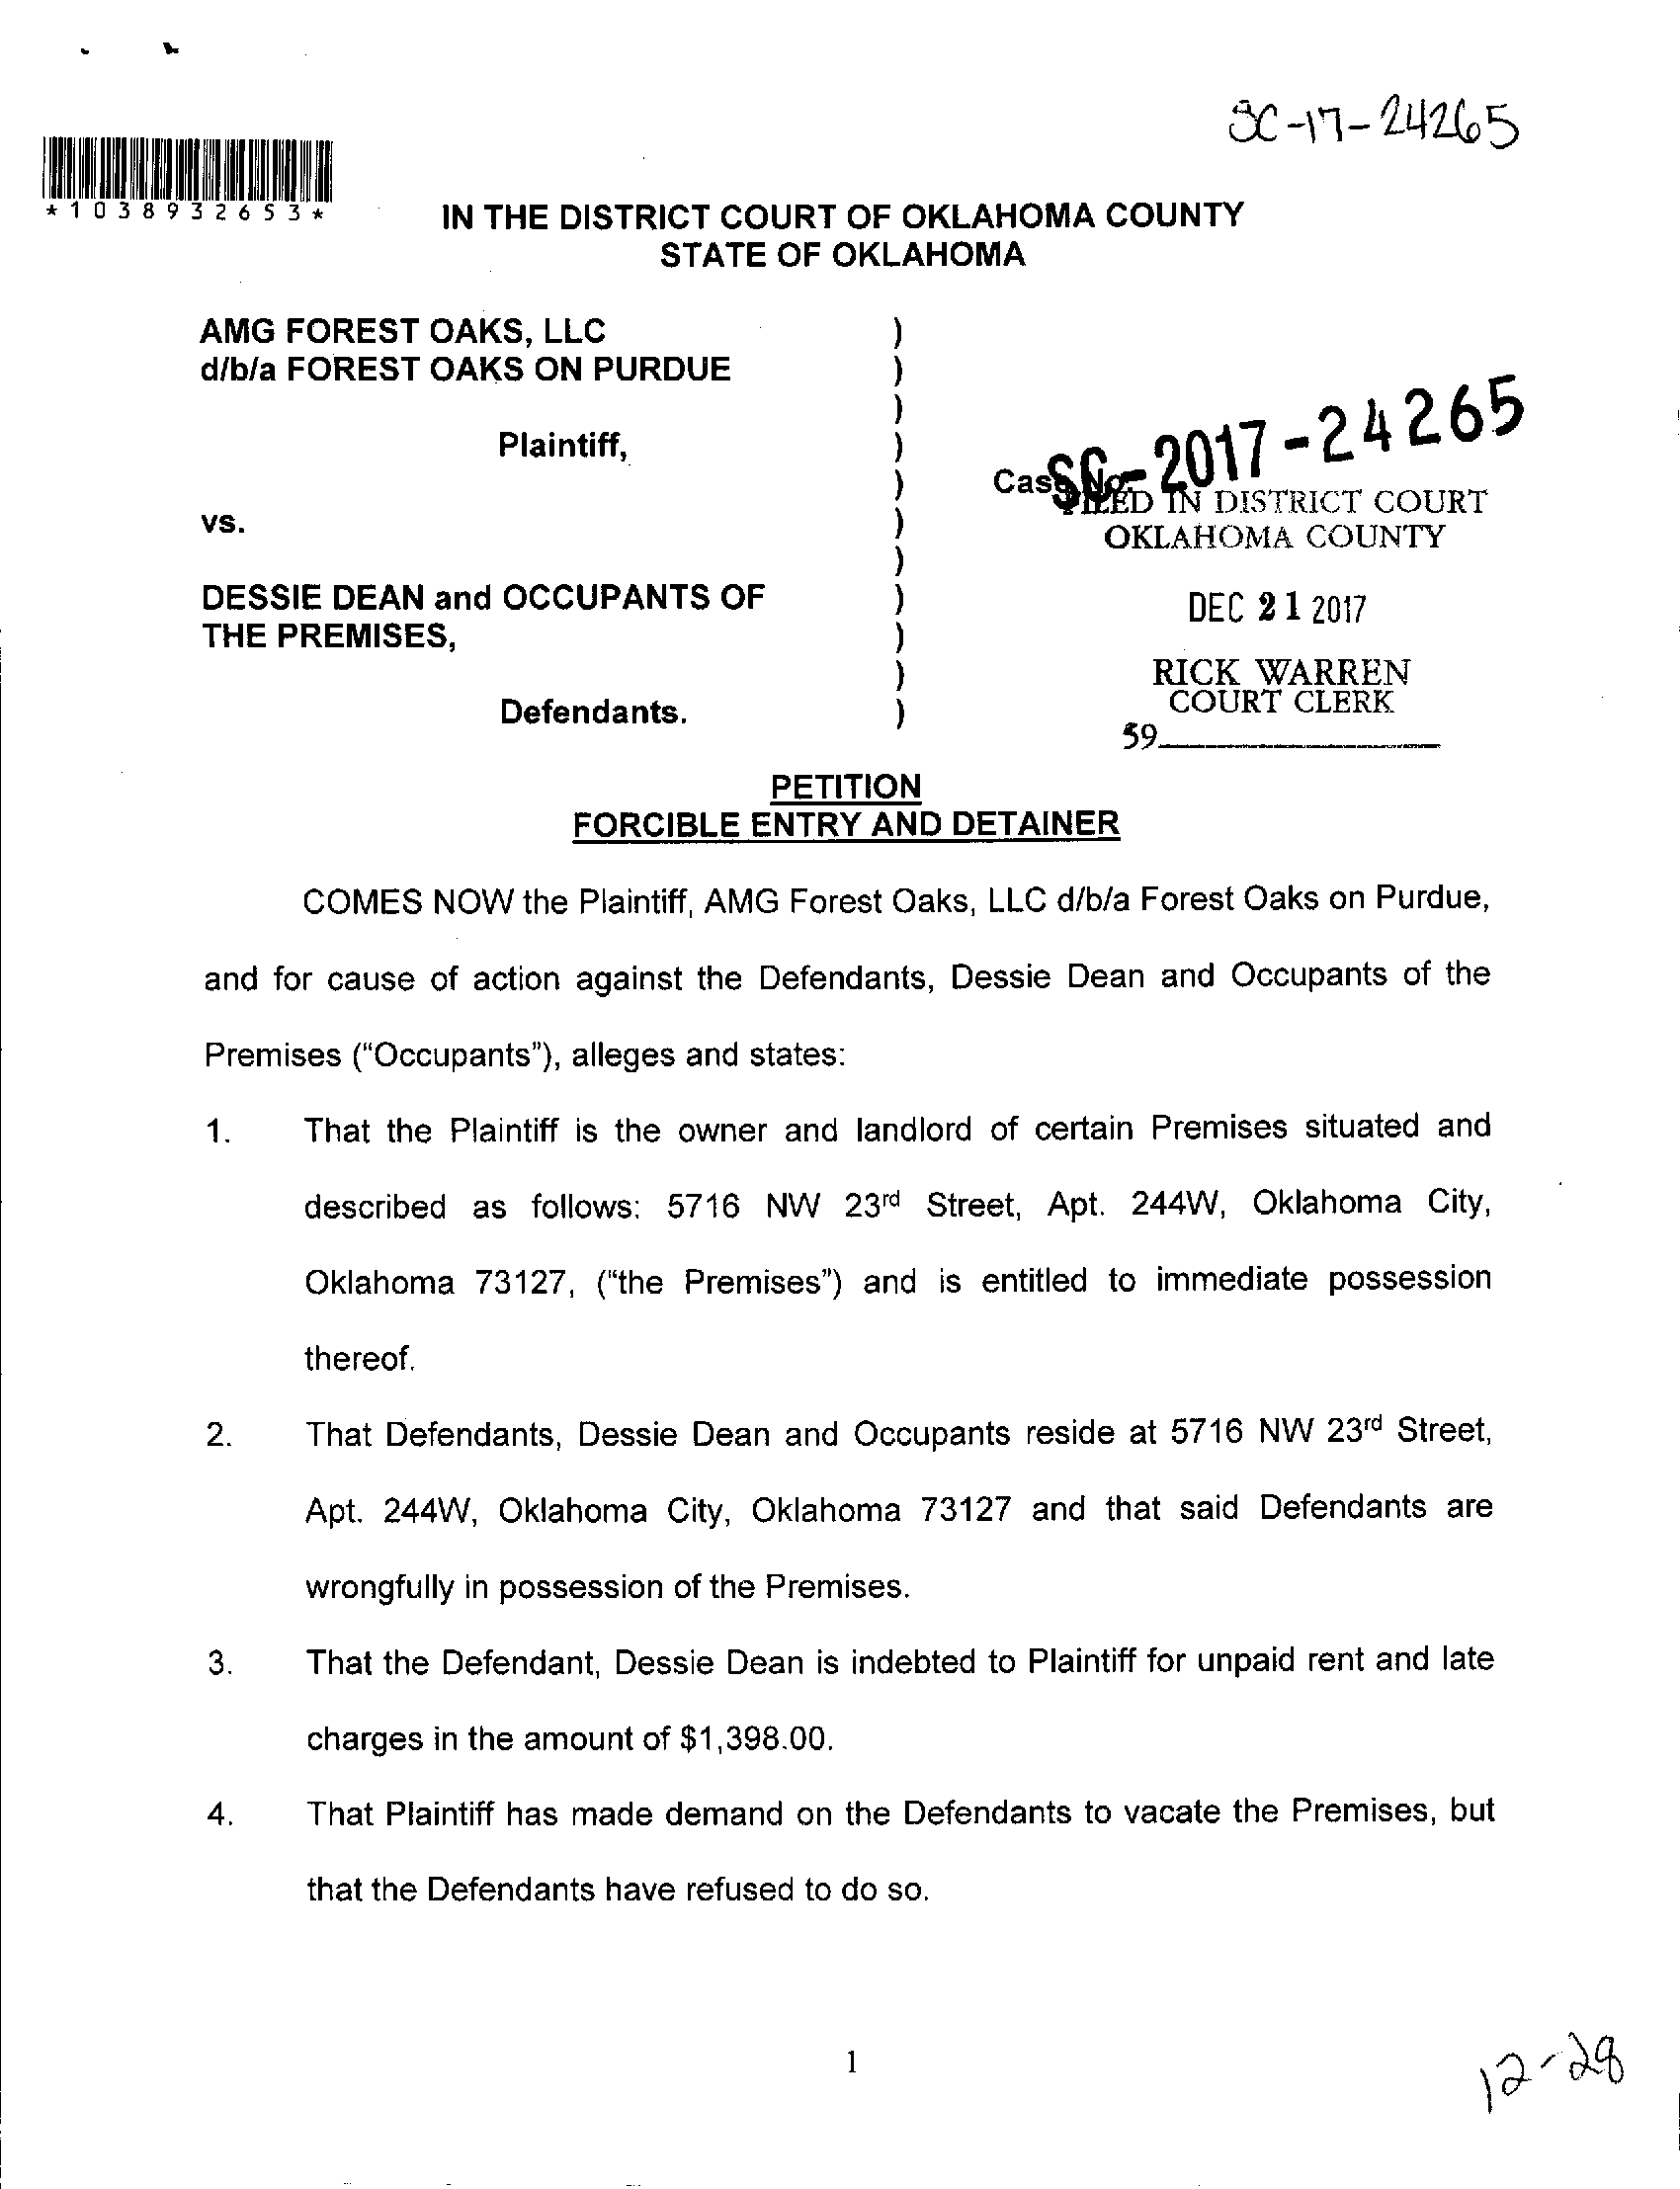 SC-17-24265
*1038932653*
IN THE DISTRICT COURT OF OKLAHOMA COUNTY
STATE OF OKLAHOMA
AMG FOREST OAKS, LLC )
d/b/a FOREST OAKS ON PURDUE )
)
Plaintiff, )
)
Case No. SC-2017-24265
FILED IN DISTRICT COURT
vs. )
OKLAHOMA COUNTY
)
DESSIE DEAN and OCCUPANTS OF )
DEC 21 2017
THE PREMISES, )
)
RICK WARREN
COURT CLERK
Defendants. )
59
PETITION
FORCIBLE ENTRY AND DETAINER
COMES NOW the Plaintiff, AMG Forest Oaks, LLC d/b/a Forest Oaks on Purdue,
and for cause of action against the Defendants, Dessie Dean and Occupants of the
Premises (“Occupants”), alleges and states:
1. That the Plaintiff is the owner and landlord of certain Premises situated and
described as follows: 5716 NW 23rd Street, Apt. 244W, Oklahoma City,
Oklahoma 73127, (“the Premises”) and is entitled to immediate possession
thereof.
2. That Defendants, Dessie Dean and Occupants reside at 5716 NW 23rd Street,
Apt. 244W, Oklahoma City, Oklahoma 73127 and that said Defendants are
wrongfully in possession of the Premises.
3. That the Defendant, Dessie Dean is indebted to Plaintiff for unpaid rent and late
charges in the amount of $1,398.00.
4. That Plaintiff has made demand on the Defendants to vacate the Premises, but
that the Defendants have refused to do so.
1
12-28